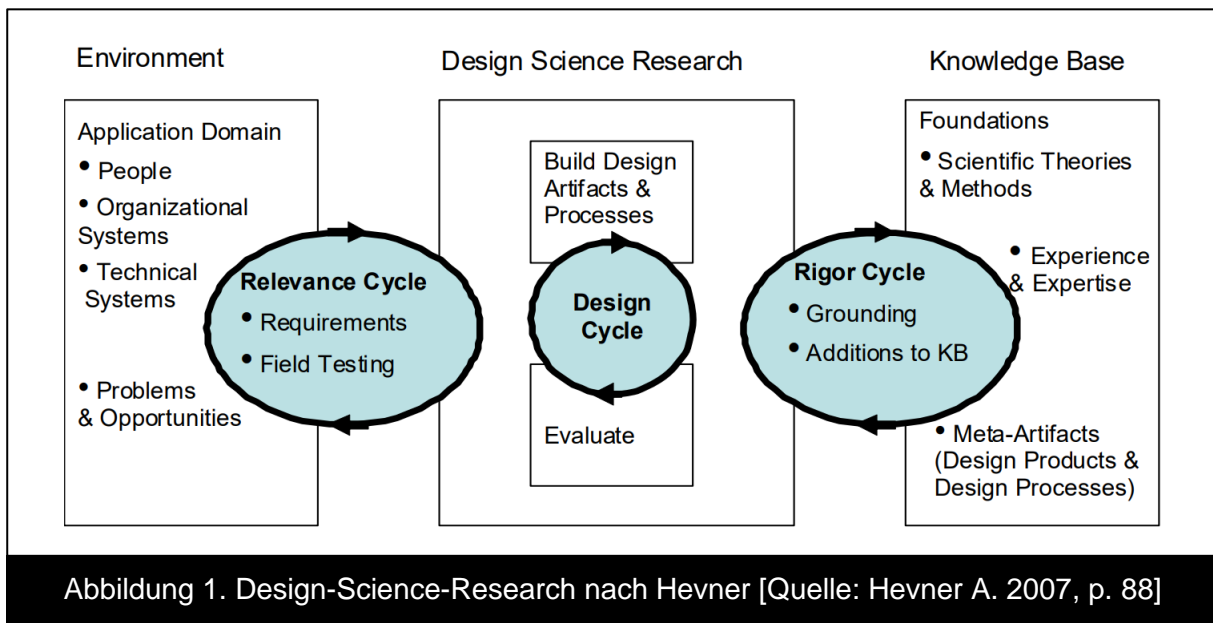 Environment
Design Science Research
Knowledge Base
Application Domain
• People
• Organizational
Systems
• Technical
Systems
• Problems
& Opportunities
Relevance Cycle
• Requirements
• Field Testing
Build Design
Artifacts &
Processes
Design
Cycle
Evaluate
Rigor Cycle
• Grounding
• Additions to KB
Foundations
• Scientific Theories
& Methods
• Experience
& Expertise
• Meta-Artifacts
(Design Products &
Design Processes)
Abbildung 1. Design-Science-Research nach Hevner [Quelle: Hevner A. 2007, p. 88]